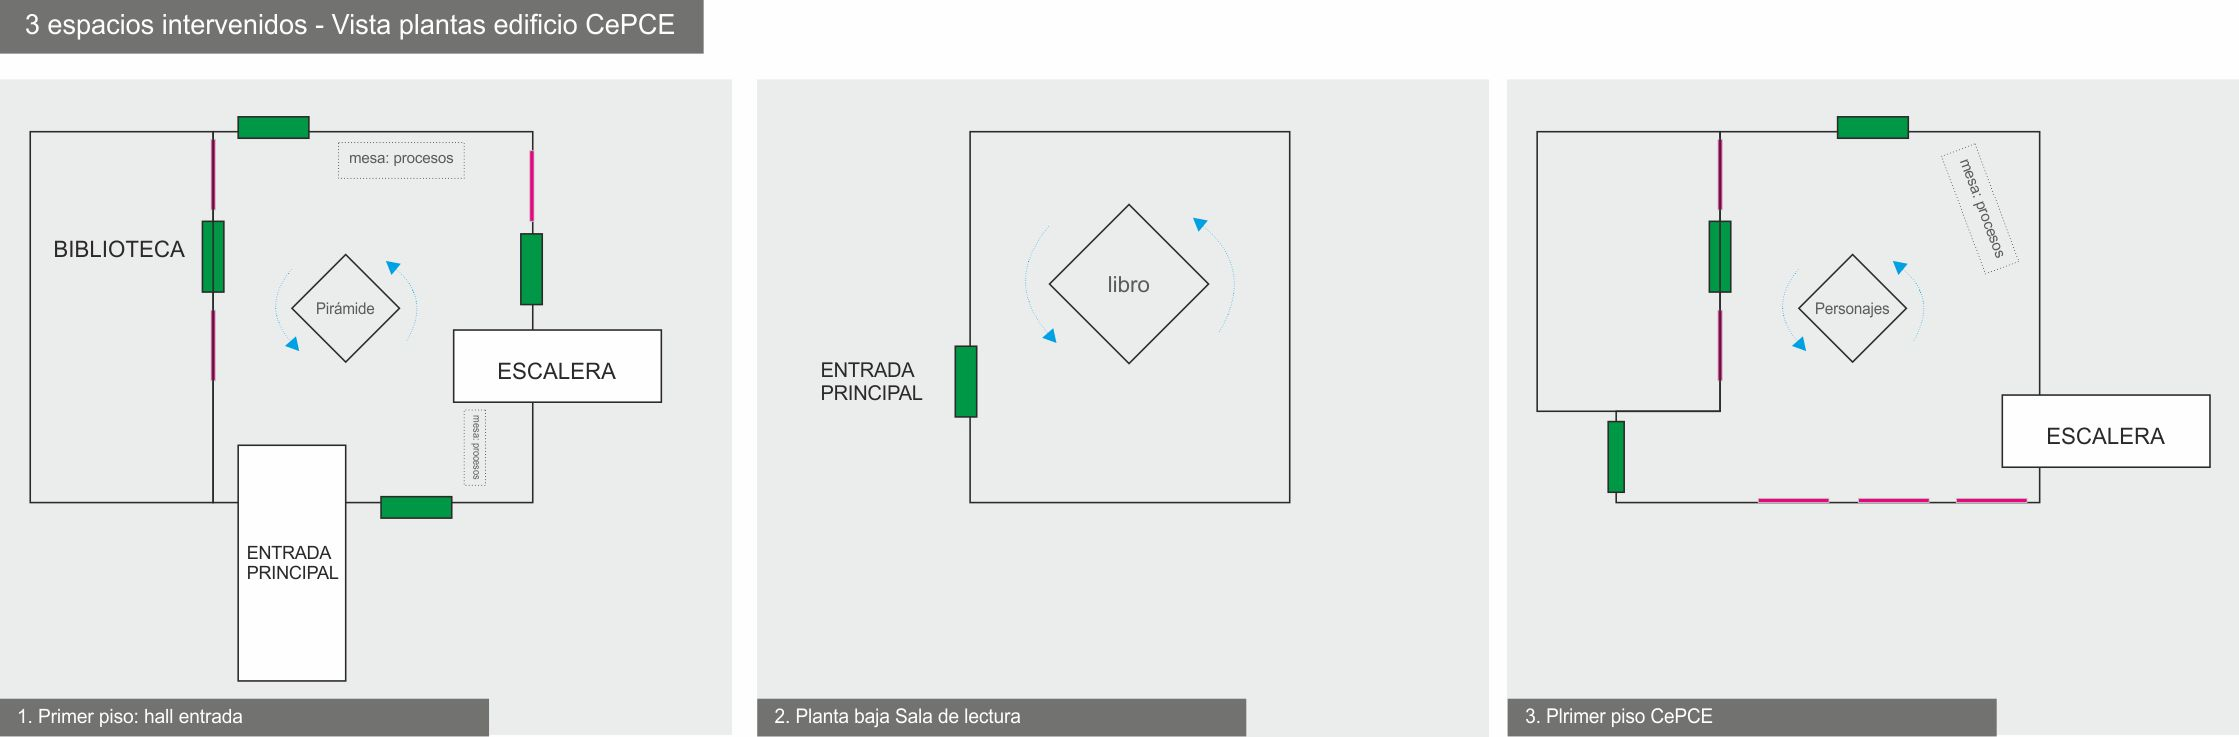 3 espacios intervenidos - Vista plantas edificio CePCE
mesa: procesos
BIBLIOTECA
Pirámide
ESCALERA
mesa: procesos
ENTRADA
PRINCIPAL
1. Primer piso: hall entrada
libro
ENTRADA
PRINCIPAL
2. Planta baja Sala de lectura
mesa: procesos
Personajes
ESCALERA
3. Plrimer piso CePCE